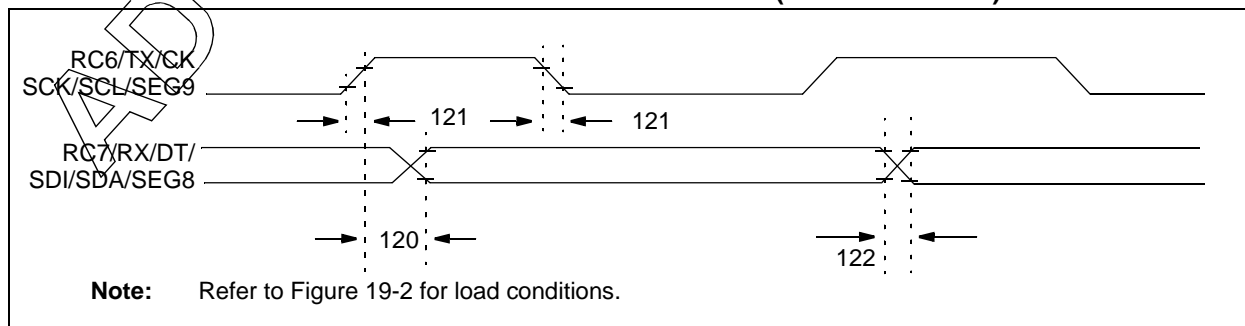 RC6/TX/CK
SCK/SCL/SEG9
121
121
RC7/RX/DT/
SDI/SDA/SEG8
120
122
Note: Refer to Figure 19-2 for load conditions.